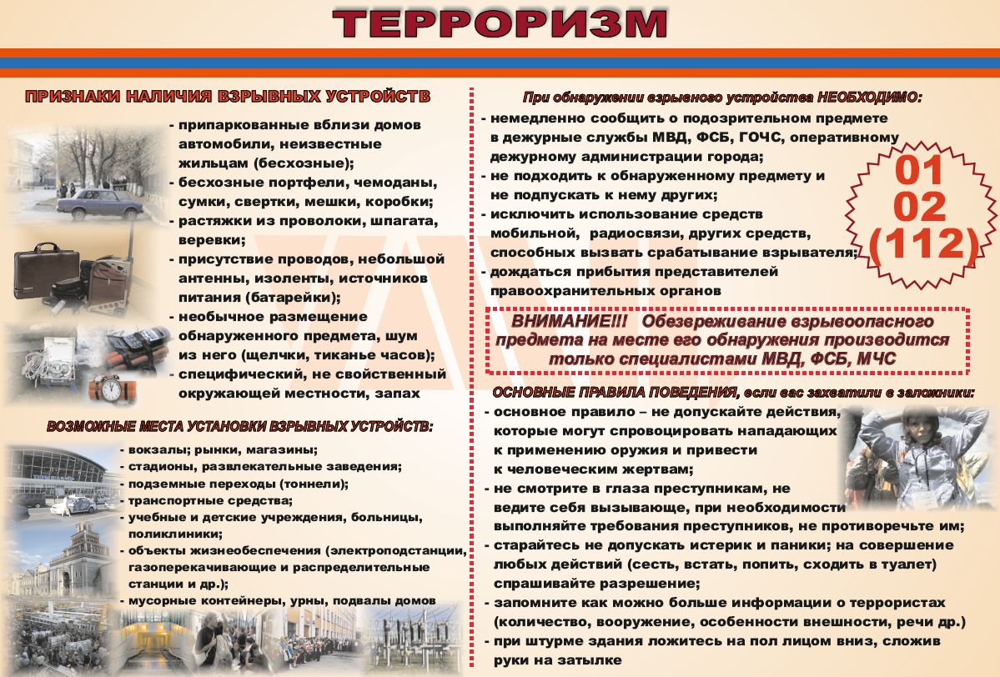 ТЕРРОРИЗМ
ПРИЗНАКИ НАЛИЧИЯ ВЗРЫВНЫХ УСТРОЙСТВ
- припаркованные вблизи домов
автомобили, неизвестные
жильцам (бесхозные);
- бесхозные портфели, чемоданы,
сумки, свертки, мешки, коробки;
- растяжки из проволоки, шпагата,
веревки;
- присутствие проводов, небольшой
антенны, изоленты, источников
питания (батарейки);
- необычное размещение
обнаруженного предмета, шум
из него (щелчки, тиканье часов);
- специфический, не свойственный
окружающей местности, запах
ВОЗМОЖНЫЕ МЕСТА УСТАНОВКИ ВЗРЫВНЫХ УСТРОЙСТВ:
- вокзалы; рынки, магазины;
- стадионы, развлекательные заведения;
- подземные переходы (тоннели);
- транспортные средства;
- учебные и детские учреждения, больницы,
поликлиники;
- объекты жизнеобеспечения (электроподстанции,
газоперекачивающие и распределительные
станции и др.);
- мусорные контейнеры, урны, подвалы домов
При обнаружении взрывного устройства НЕОБХОДИМО:
- немедленно сообщить о подозрительном предмете
в дежурные службы МВД, ФСБ, ГОЧС, оперативному
дежурному администрации города;
- не подходить к обнаруженному предмету и
не подпускать к нему других;
- исключить использование средств
мобильной, радиосвязи, других средств,
способных вызвать срабатывание взрывателя;
- дождаться прибытия представителей
правоохранительных органов
01
02
(112)
ВНИМАНИЕ!!! Обезвреживание взрывоопасного
предмета на месте его обнаружения производится
только специалистами МВД, ФСБ, МЧС
ОСНОВНЫЕ ПРАВИЛА ПОВЕДЕНИЯ, если вас захватили в заложники:
- основное правило – не допускайте действия,
которые могут спровоцировать нападающих
к применению оружия и привести
к человеческим жертвам;
- не смотрите в глаза преступникам, не
ведите себя вызывающе, при необходимости
выполняйте требования преступников, не противоречьте им;
- старайтесь не допускать истерик и паники; на совершение
любых действий (сесть, встать, попить, сходить в туалет)
спрашивайте разрешение;
- запомните как можно больше информации о террористах
(количество, вооружение, особенности внешности, речи др.)
- при штурме здания ложитесь на пол лицом вниз, сложив
руки на затылке